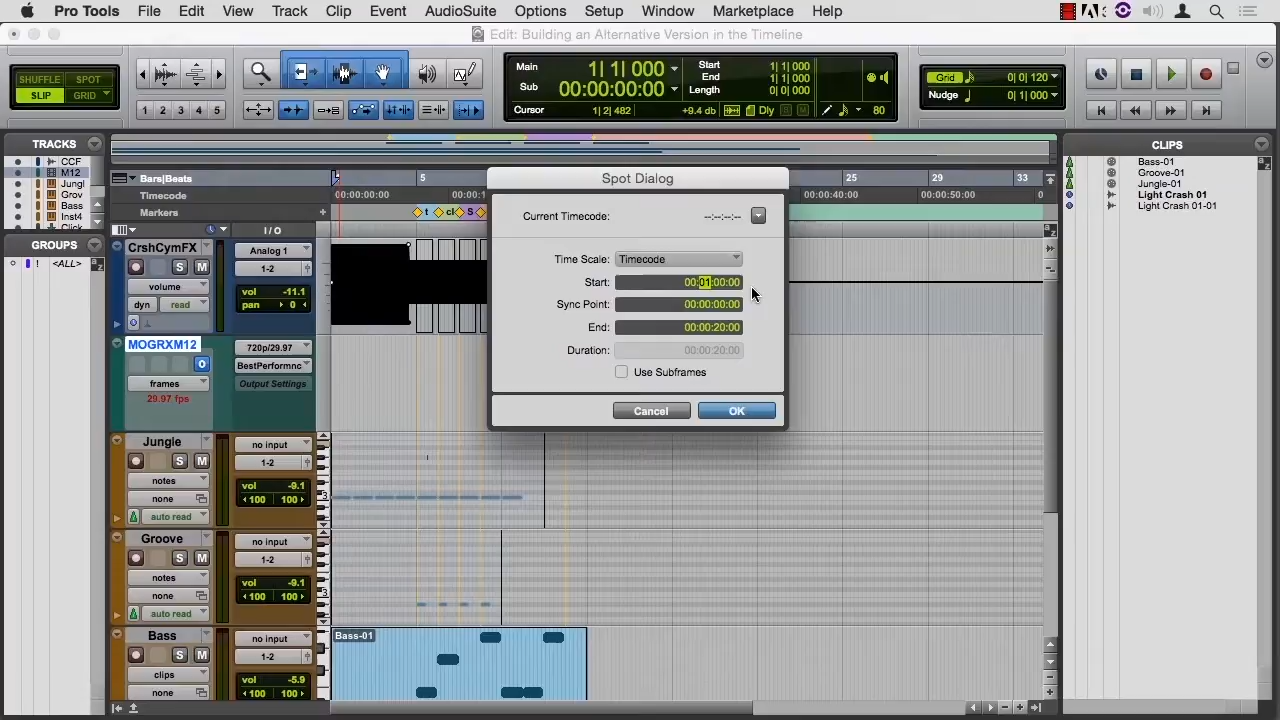 Pro Tools File Edit View Track Clip Event AudioSuite Options Setup Window Marketplace Help
Edit: Building an Alternative Version in the Timeline
SHUFFLE SPOT
SLIP GRID
1 2 3 4 5
Main 1| 1| 000
Sub 00:00:00:00
Start 1| 1| 000
End 1| 1| 000
Length 0| 0| 000
Cursor 1| 2| 482 +9.4 db Dly S M 80
Grid 0| 0| 120
Nudge 0| 1| 000
TRACKS
CCF
M12
Jungl
Grov
Bass
Inst4
Click
GROUPS
! <ALL>
Bars|Beats 5 25 29 33
Timecode 00:00:00:00 00:00:1 00:00:40:00 00:00:50:00 0
Markers
I / O
CrshCymFX
Analog 1
S M
1-2
volume
dyn read
vol -11.1
pan 0
MOGRXM12
720p/29.97
O
BestPerformnc
frames
Output Settings
29.97 fps
Jungle
no input
S M
1-2
notes
none
vol -9.1
100 100
auto read
3
Groove
no input
1-2
S M
notes
none
vol -9.1
100 100
auto read
3
Bass
no input
1-2
S M
clips
none
vol -5.9
100 100
Bass-01
Spot Dialog
Current Timecode: --:--:--:--
Time Scale: Timecode
Start: 00:01:00:00
Sync Point: 00:00:00:00
End: 00:00:20:00
Duration: 00:00:20:00
Use Subframes
Cancel OK
CLIPS
Bass-01
Groove-01
Jungle-01
Light Crash 01
Light Crash 01-01